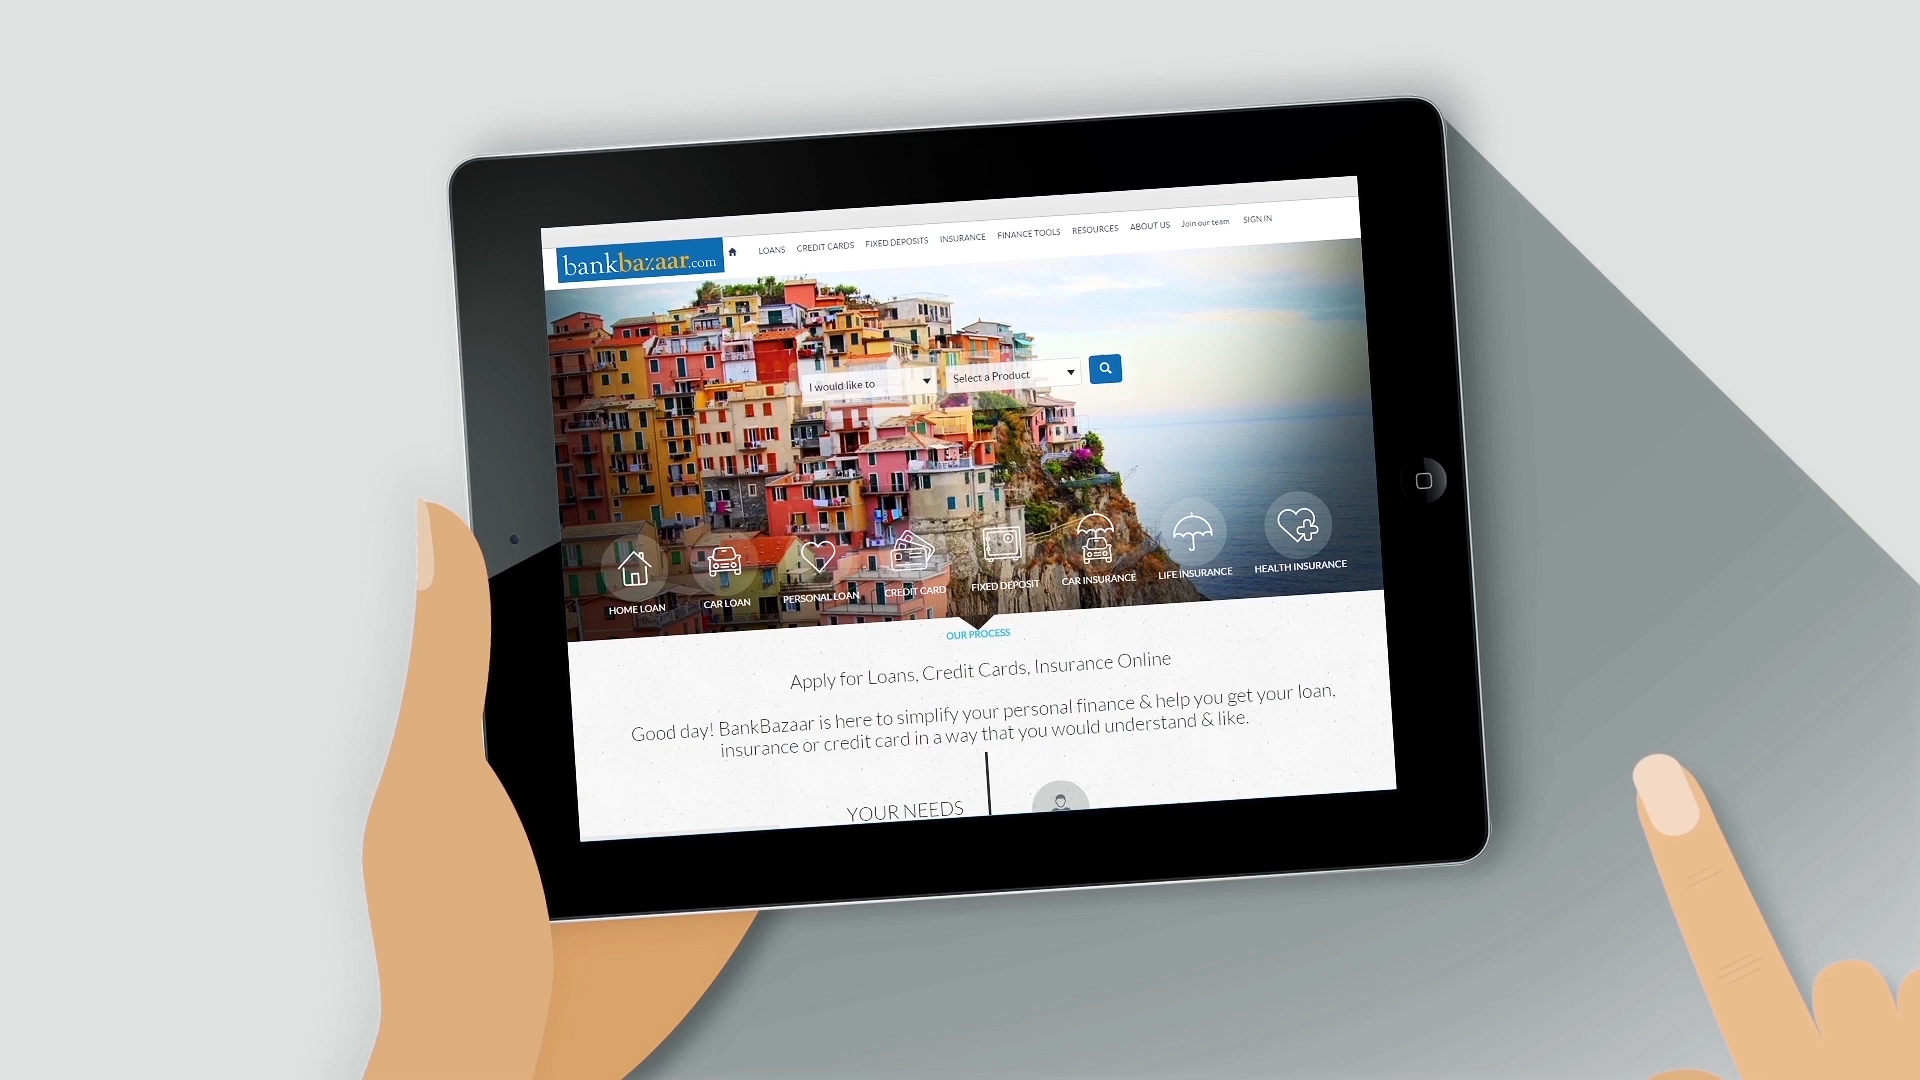 bankbazaar.com
LOANS CREDIT CARDS FIXED DEPOSITS INSURANCE FINANCE TOOLS RESOURCES ABOUT US Join our team SIGN IN
I would like to Select a Product
HOME LOAN CAR LOAN PERSONAL LOAN CREDIT CARD FIXED DEPOSIT CAR INSURANCE LIFE INSURANCE HEALTH INSURANCE
OUR PROCESS
Apply for Loans, Credit Cards, Insurance Online
Good day! BankBazaar is here to simplify your personal finance & help you get your loan,
insurance or credit card in a way that you would understand & like.
YOUR NEEDS